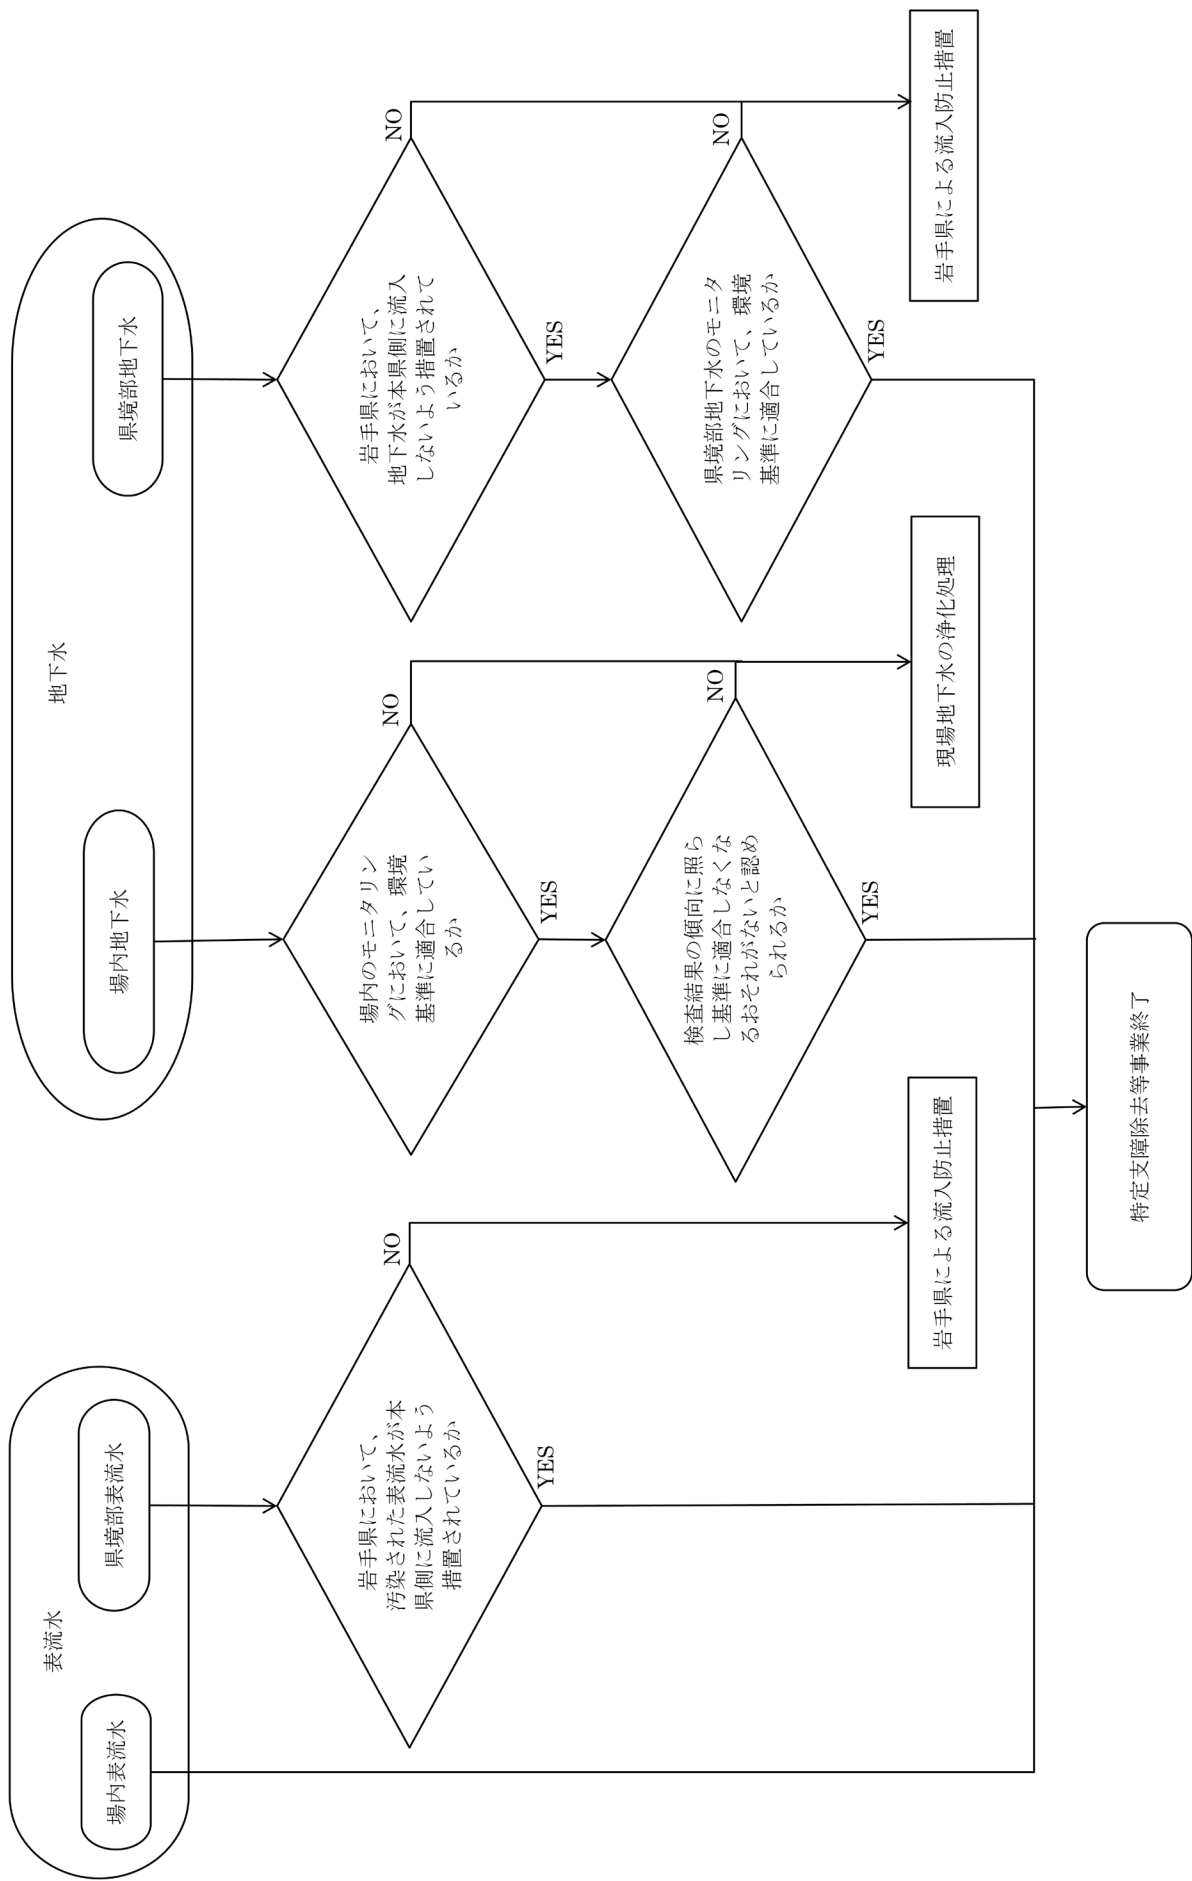 表流水
場内表流水
県境部表流水
岩手県において、
汚染された表流水が本
県側に流入しないよう
措置されているか
NO
YES
岩手県による流入防止措置
地下水
場内地下水
場内のモニタリン
グにおいて、環境
基準に適合してい
るか
NO
YES
検査結果の傾向に照ら
し基準に適合しなくな
るおそれがないと認め
られるか
NO
YES
現場地下水の浄化処理
県境部地下水
岩手県において、
地下水が本県側に流入
しないよう措置されて
いるか
NO
YES
県境部地下水のモニタ
リングにおいて、環境
基準に適合しているか
NO
YES
岩手県による流入防止措置
特定支障除去等事業終了